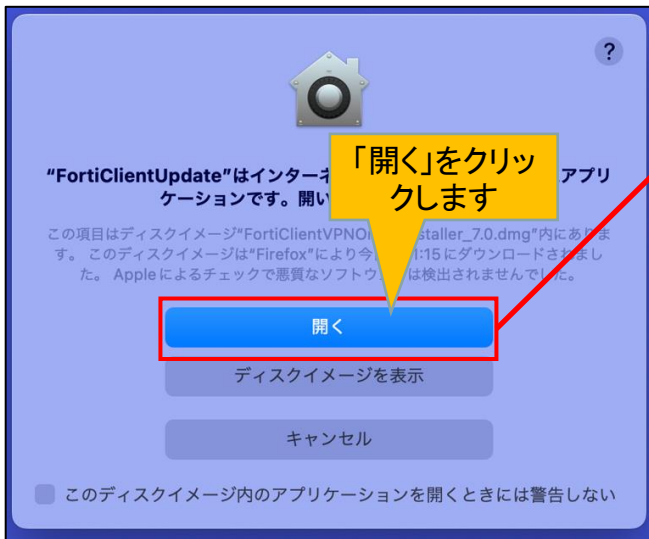 ?
“FortiClientUpdate”はインターネ
アプリ
ケーションです。開い
「開く」をクリッ
クします
この項目はディスクイメージ“FortiClientVPNO
staller_7.0.dmg”内にありま
す。 このディスクイメージは“Firefox”により今
1:15にダウンロードされまし
た。 Appleによるチェックで悪質なソフトウ
は検出されませんでした。
開く
ディスクイメージを表示
キャンセル
このディスクイメージ内のアプリケーションを開くときには警告しない